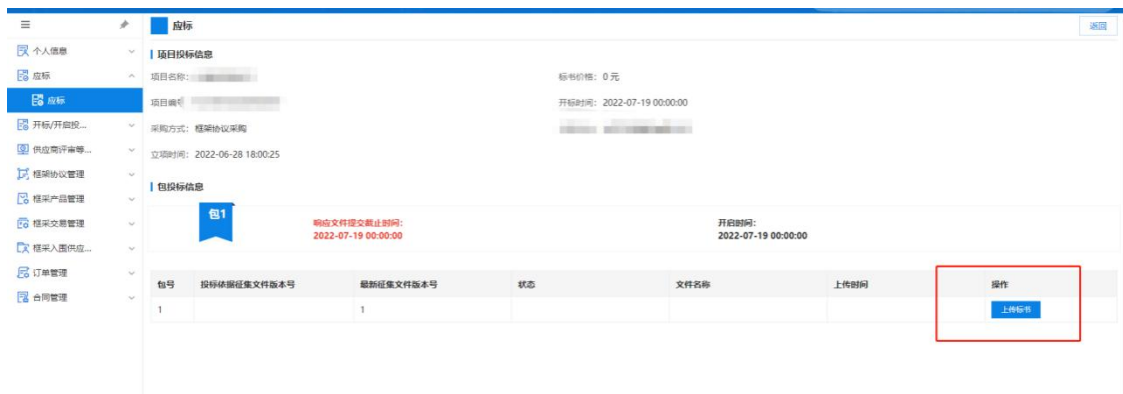 应标
返回
个人信息
应标
应标
开标/开启投...
供应商评审等...
框架协议管理
框采产品管理
框采交易管理
框采入围供应...
订单管理
合同管理
项目投标信息
项目名称:
标书价格: 0 元
项目编号
开标时间: 2022-07-19 00:00:00
采购方式: 框架协议采购
立项时间: 2022-06-28 18:00:25
包投标信息
包1
响应文件提交截止时间:
2022-07-19 00:00:00
开启时间:
2022-07-19 00:00:00
包号 投标依据征集文件版本号 最新征集文件版本号 状态 文件名称 上传时间 操作
1 1 上传标书